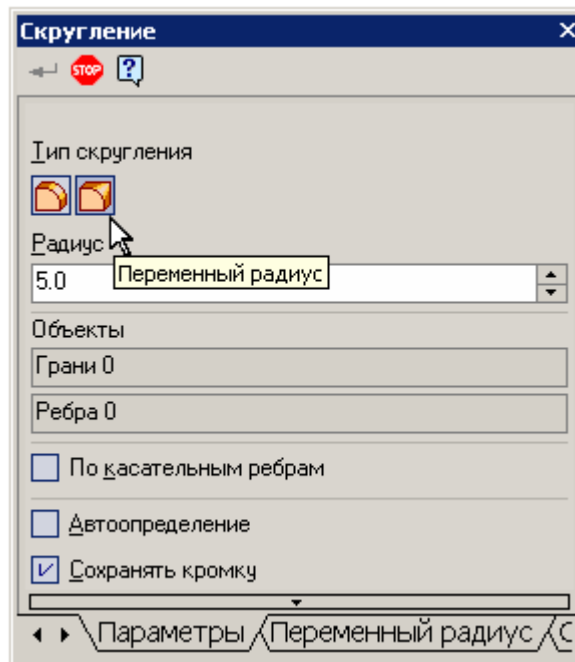 Скругление
STOP
?
Тип скругления
Радиус
Переменный радиус
5.0
Объекты
Грани 0
Ребра 0
По касательным ребрам
Автоопределение
Сохранять кромку
Параметры Переменный радиус С